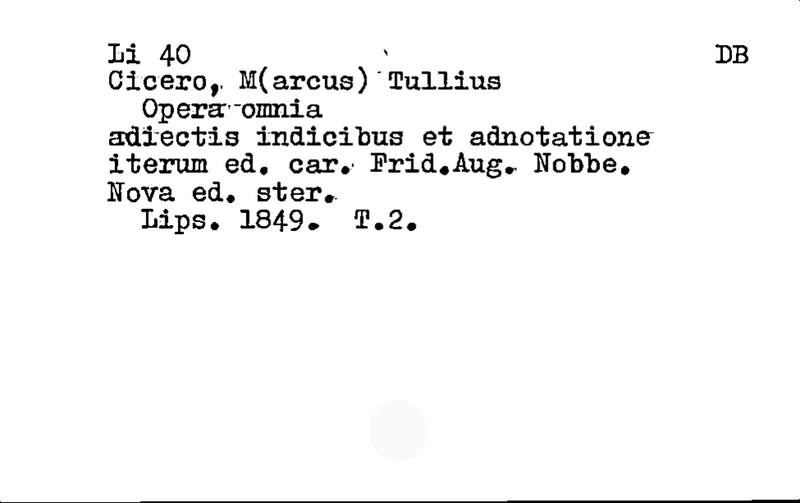 Li 40 DB
Cicero, M(arcus) Tullius
Opera omnia
adiectis indicibus et adnotatione
iterum ed. car. Frid.Aug. Nobbe.
Nova ed. ster.
Lips. 1849. T.2.